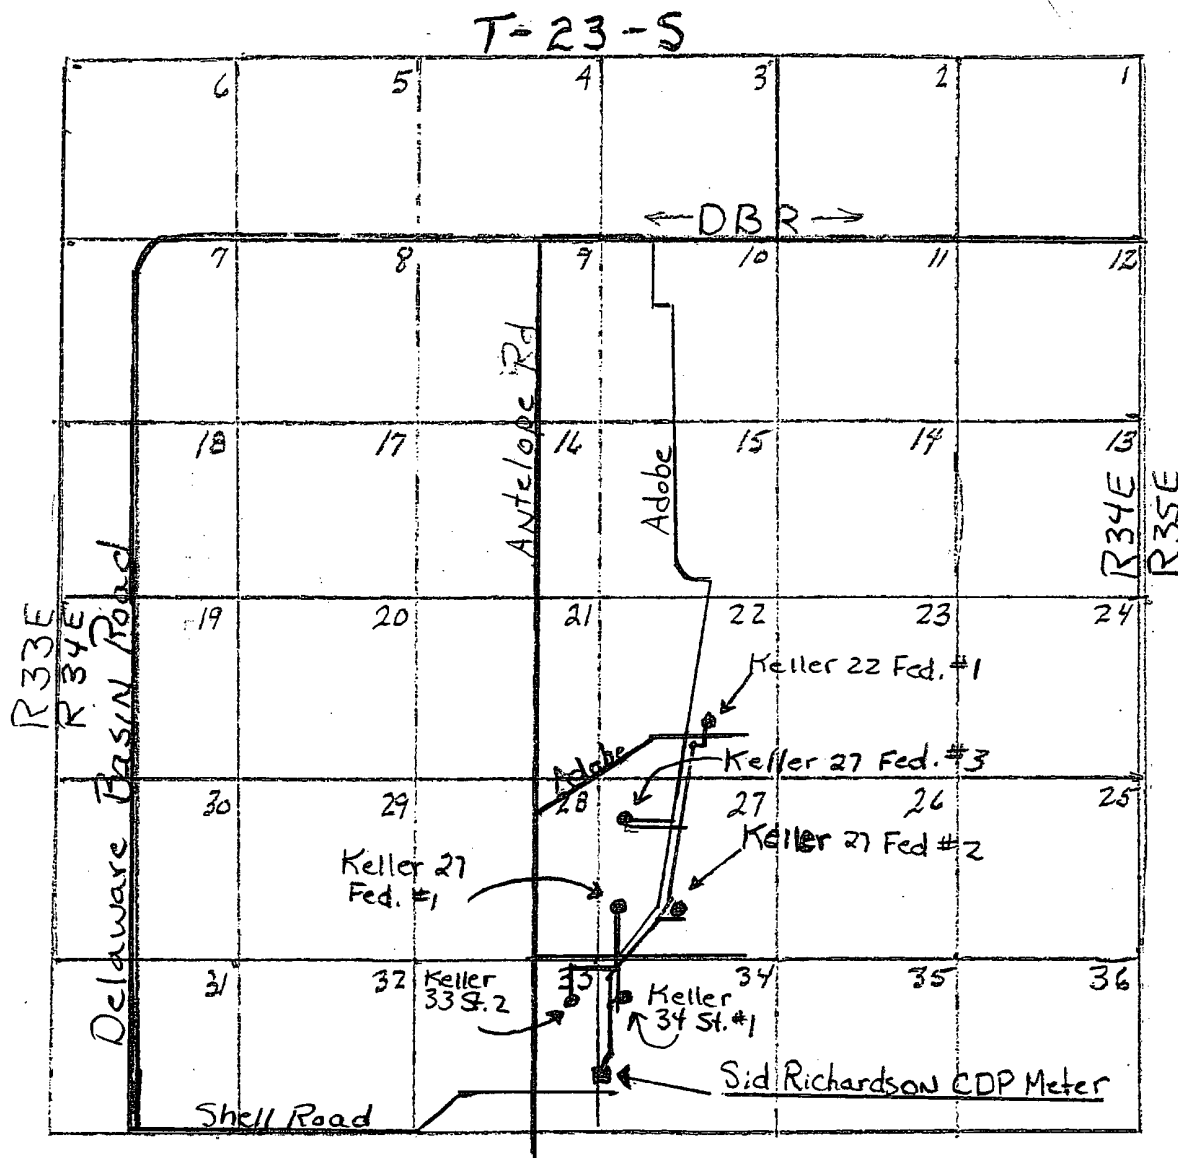 T-23-S
6 5 4 3 2 1
← DBR →
7 8 9 10 11 12
Antelope Rd
Adobe
18 17 16 15 14 13
R34E
R35E
19 20 21 22 23 24
R33E
R34E
Delaware Basin Road
Keller 22 Fed. #1
Adobe
Keller 27 Fed. #3
30 29 28 27 26 25
Keller 27 Fed #2
Keller 27
Fed. #1
31 32 33 34 35 36
Keller
33 St. 2
Keller
34 St. #1
Sid Richardson CDP Meter
Shell Road